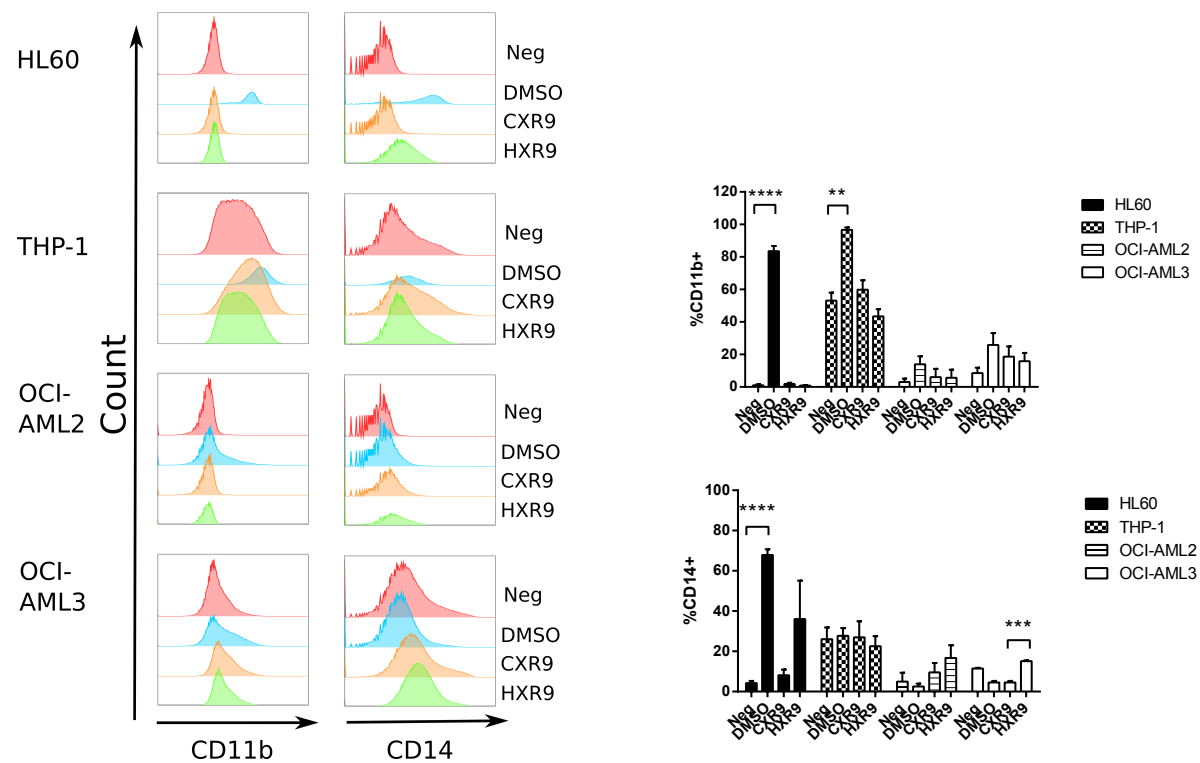 HL60
Neg
DMSO
CXR9
HXR9
THP-1
Neg
DMSO
CXR9
HXR9
OCI-
AML2
Neg
DMSO
CXR9
HXR9
OCI-
AML3
Neg
DMSO
CXR9
HXR9
Count
CD11b
CD14
%CD11b+
120
100
80
60
40
20
0
****
**
Neg
DMSO
CXR9
HXR9
Neg
DMSO
CXR9
HXR9
Neg
DMSO
CXR9
HXR9
Neg
DMSO
CXR9
HXR9
HL60
THP-1
OCI-AML2
OCI-AML3
%CD14+
100
80
60
40
20
0
****
***
Neg
DMSO
CXR9
HXR9
Neg
DMSO
CXR9
HXR9
Neg
DMSO
CXR9
HXR9
Neg
DMSO
CXR9
HXR9
HL60
THP-1
OCI-AML2
OCI-AML3